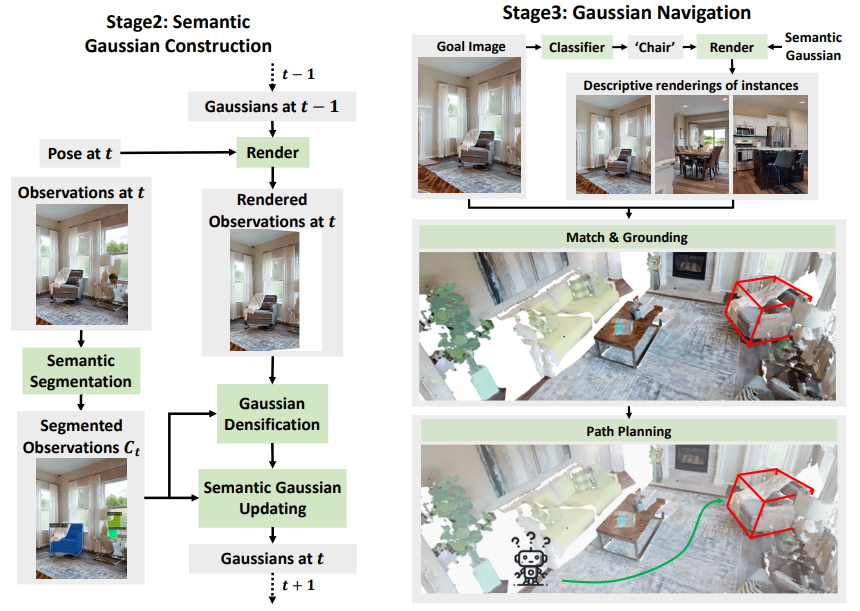 Stage2: Semantic
Gaussian Construction
t − 1
Gaussians at t − 1
Pose at t
Render
Observations at t
Rendered
Observations at t
Semantic
Segmentation
Gaussian
Densification
Segmented
Observations Cₜ
Semantic Gaussian
Updating
Gaussians at t
t + 1
Stage3: Gaussian Navigation
Goal Image
Classifier
‘Chair’
Render
Semantic
Gaussian
Descriptive renderings of instances
Match & Grounding
Path Planning
? ? ? ?